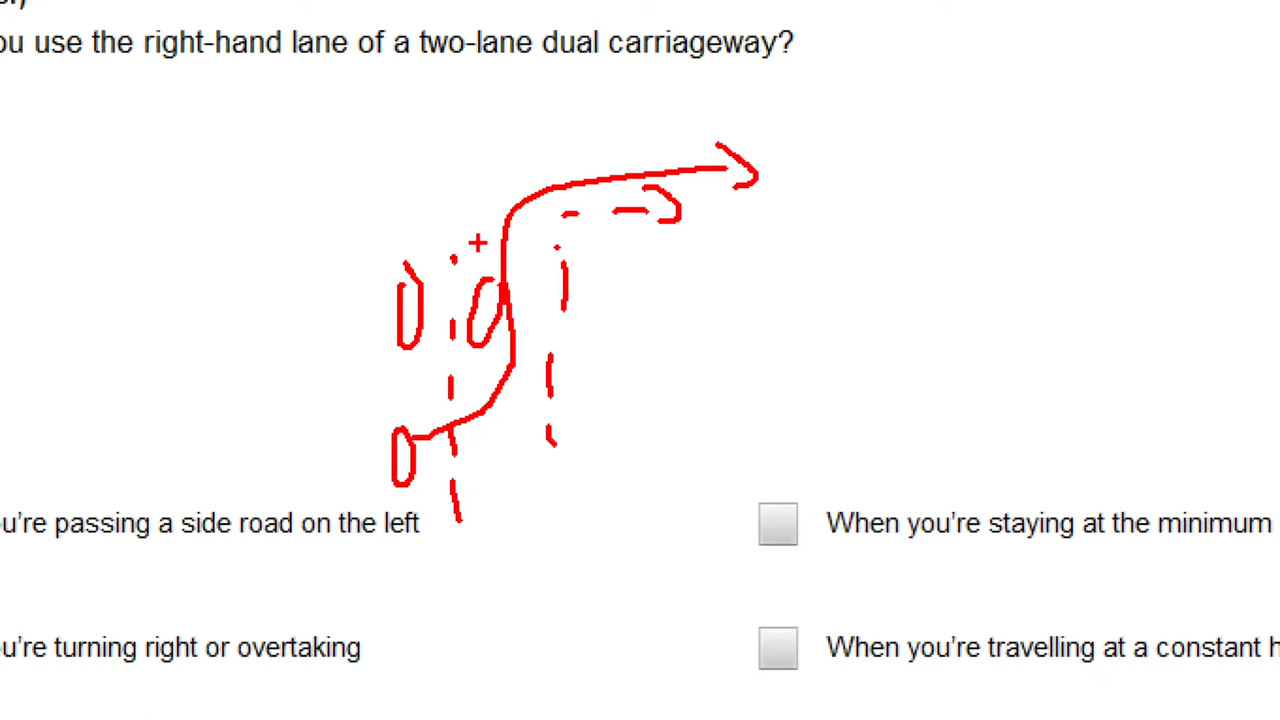 ou use the right-hand lane of a two-lane dual carriageway?
u're passing a side road on the left
When you're staying at the minimum
u're turning right or overtaking
When you're travelling at a constant h